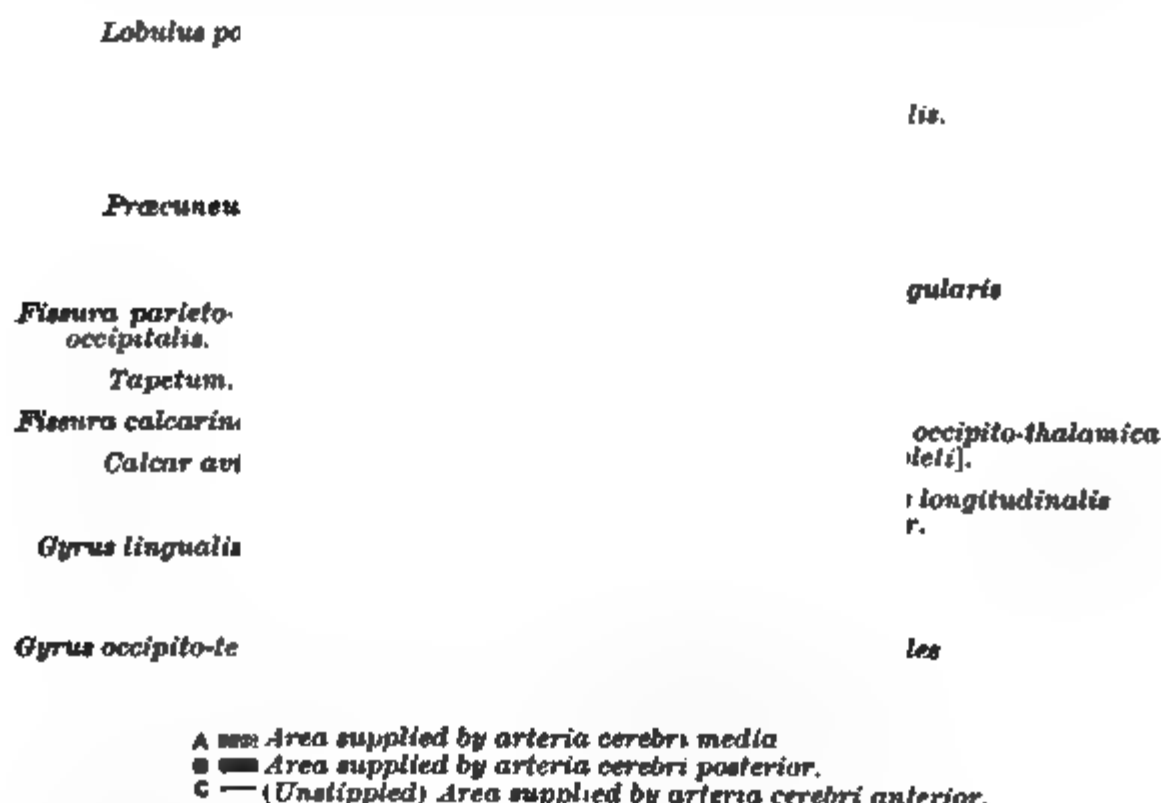 Lobulus pa
lis.
Præcuneu
gularis
Fissura parieto-
occipitalis.
Tapetum.
Fissura calcarin
occipito-thalamica
Calcar avi
leti].
longitudinalis
r.
Gyrus lingualis
Gyrus occipito-te
les
A Area supplied by arteria cerebri media
B Area supplied by arteria cerebri posterior.
C — (Unstippled) Area supplied by arteria cerebri anterior.